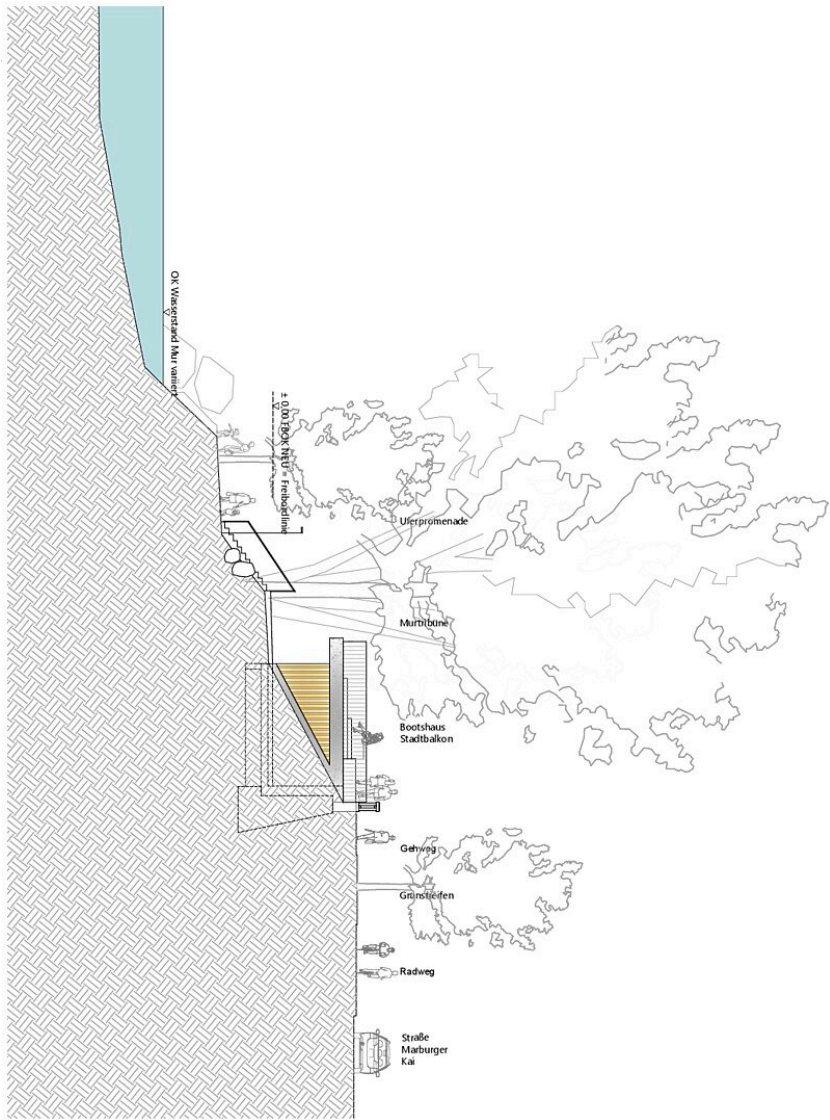 OK Wasserstand Mur variiert
± 0.00 FBOK NEU = Freibordlinie
Uferpromenade
Murtribüne
Bootshaus
Stadtbalkon
Gehweg
Grünstreifen
Radweg
Straße
Marburger
Kai